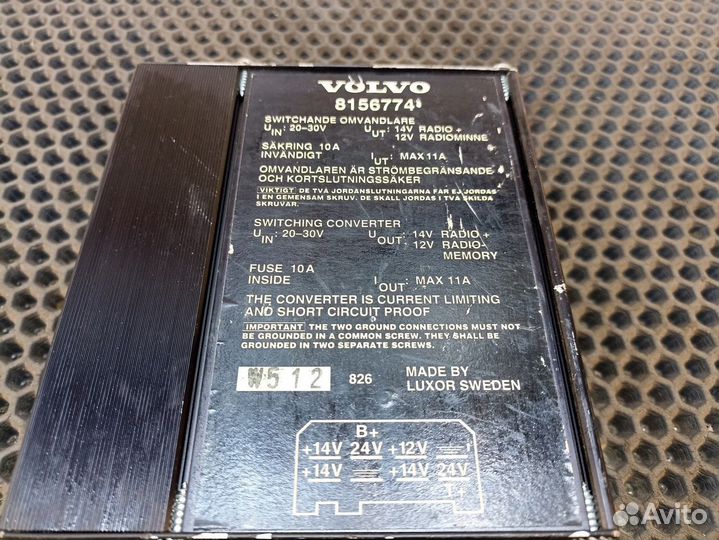 VOLVO
8156774
SWITCHANDE OMVANDLARE
UIN: 20-30V UUT: 14V RADIO +
12V RADIOMINNE
SÄKRING 10A
INVÄNDIGT IUT: MAX 11A
OMVANDLAREN ÄR STRÖMBEGRÄNSANDE
OCH KORTSLUTNINGSSÄKER
VIKTIGT DE TVÅ JORDANSLUTNINGARNA FÅR EJ JORDAS
I EN GEMENSAM SKRUV. DE SKALL JORDAS I TVÅ SKILDA
SKRUVAR.
SWITCHING CONVERTER
UIN: 20-30V UOUT: 14V RADIO +
12V RADIO-
MEMORY
FUSE 10A
INSIDE IOUT: MAX 11A
THE CONVERTER IS CURRENT LIMITING
AND SHORT CIRCUIT PROOF
IMPORTANT THE TWO GROUND CONNECTIONS MUST NOT
BE GROUNDED IN A COMMON SCREW. THEY SHALL BE
GROUNDED IN TWO SEPARATE SCREWS.
W512 826 MADE BY
LUXOR SWEDEN
B+
+14V 24V +12V
+14V +14V 24V
T+
Avito